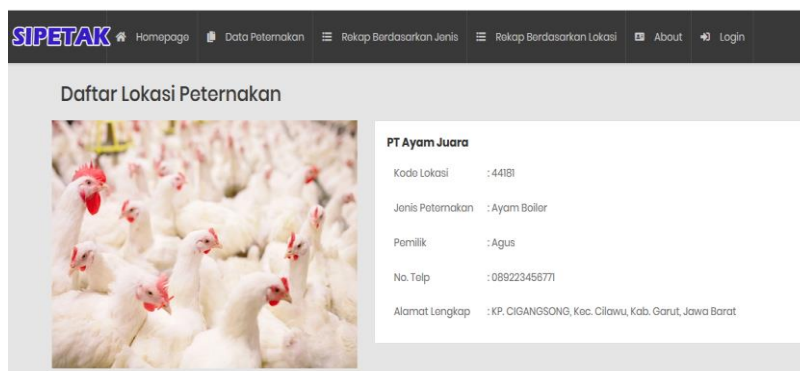 SIPETAK Homepage Data Peternakan Rekap Berdasarkan Jenis Rekap Berdasarkan Lokasi About Login
Daftar Lokasi Peternakan
PT Ayam Juara
Kode Lokasi : 44181
Jenis Peternakan : Ayam Boiler
Pemilik : Agus
No. Telp : 089223456771
Alamat Lengkap : KP. CIGANGSONG, Kec. Cilawu, Kab. Garut, Jawa Barat